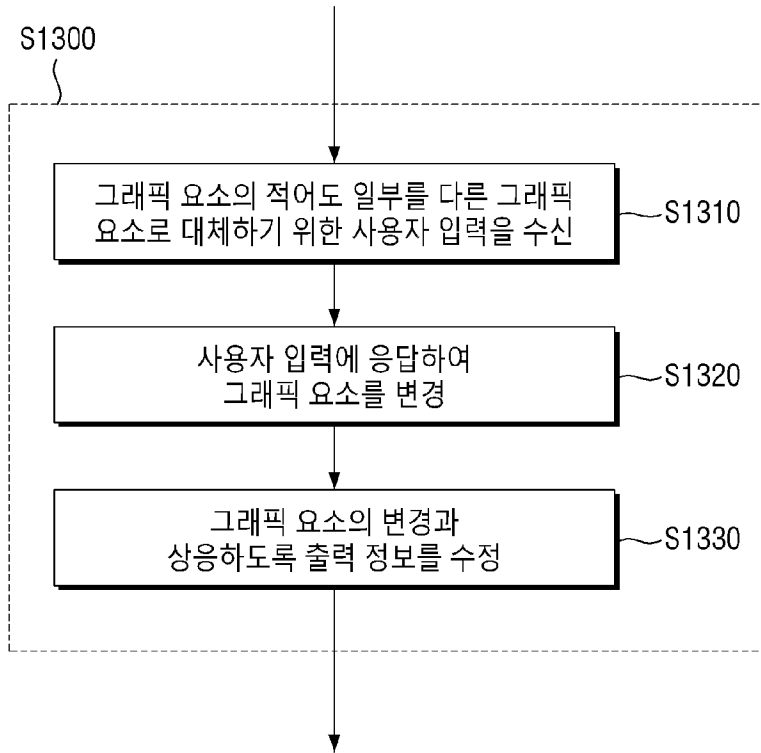 S1300
그래픽 요소의 적어도 일부를 다른 그래픽
요소로 대체하기 위한 사용자 입력을 수신
S1310
사용자 입력에 응답하여
그래픽 요소를 변경
S1320
그래픽 요소의 변경과
상응하도록 출력 정보를 수정
S1330